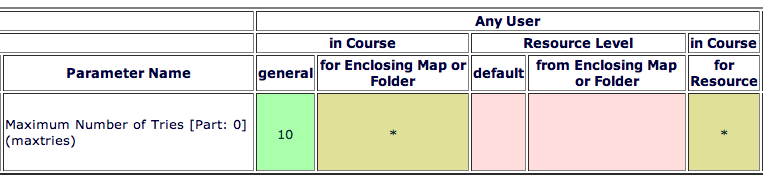 Any User
in Course Resource Level in Course
Parameter Name general for Enclosing Map or Folder default from Enclosing Map or Folder for Resource
Maximum Number of Tries [Part: 0] (maxtries) 10 * *